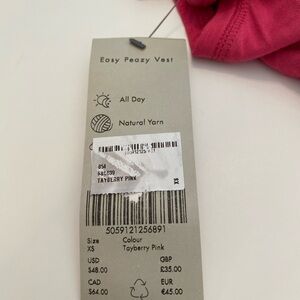 Easy Peazy Vest
All Day
Natural Yarn
TAYBERRY PINK
XS
5059121256891
Size
Colour
XS
Tayberry Pink
USD
GBP
$48.00
£35.00
CAD
EUR
$64.00
€45.00